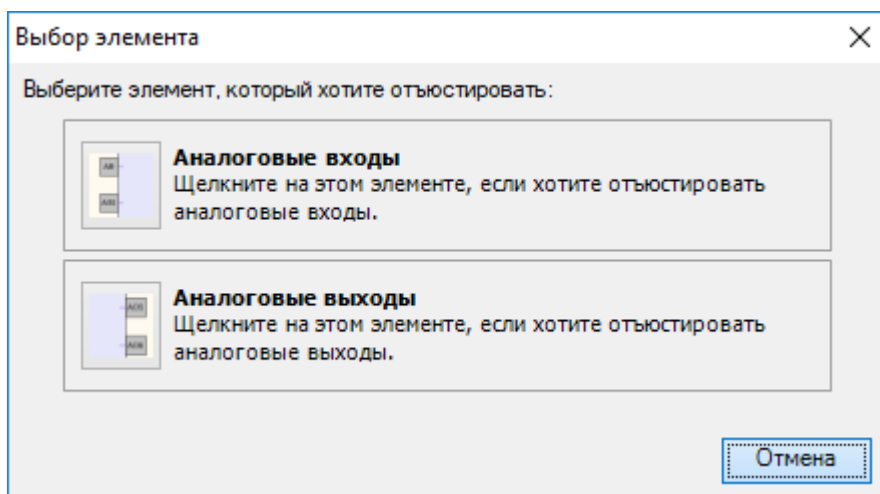 Выбор элемента
Выберите элемент, который хотите отъюстировать:
Аналоговые входы
Щелкните на этом элементе, если хотите отъюстировать
аналоговые входы.
Аналоговые выходы
Щелкните на этом элементе, если хотите отъюстировать
аналоговые выходы.
Отмена